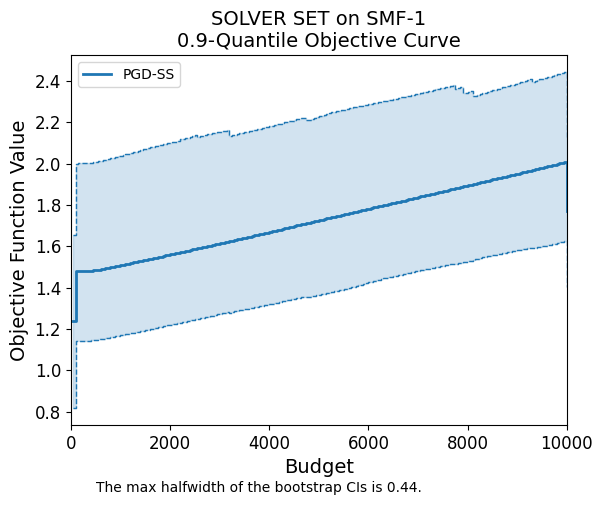 SOLVER SET on SMF-1
0.9-Quantile Objective Curve
PGD-SS
Objective Function Value
2.4
2.2
2.0
1.8
1.6
1.4
1.2
1.0
0.8
0 2000 4000 6000 8000 10000
Budget
The max halfwidth of the bootstrap CIs is 0.44.